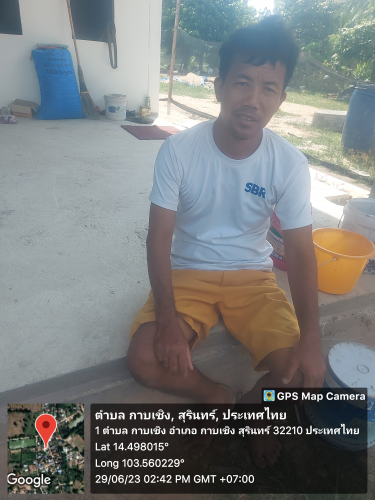 SBR
GPS Map Camera
ตำบล กาบเชิง, สุรินทร์, ประเทศไทย
1 ตำบล กาบเชิง อำเภอ กาบเชิง สุรินทร์ 32210 ประเทศไทย
Lat 14.498015°
Long 103.560229°
29/06/23 02:42 PM GMT +07:00
Google